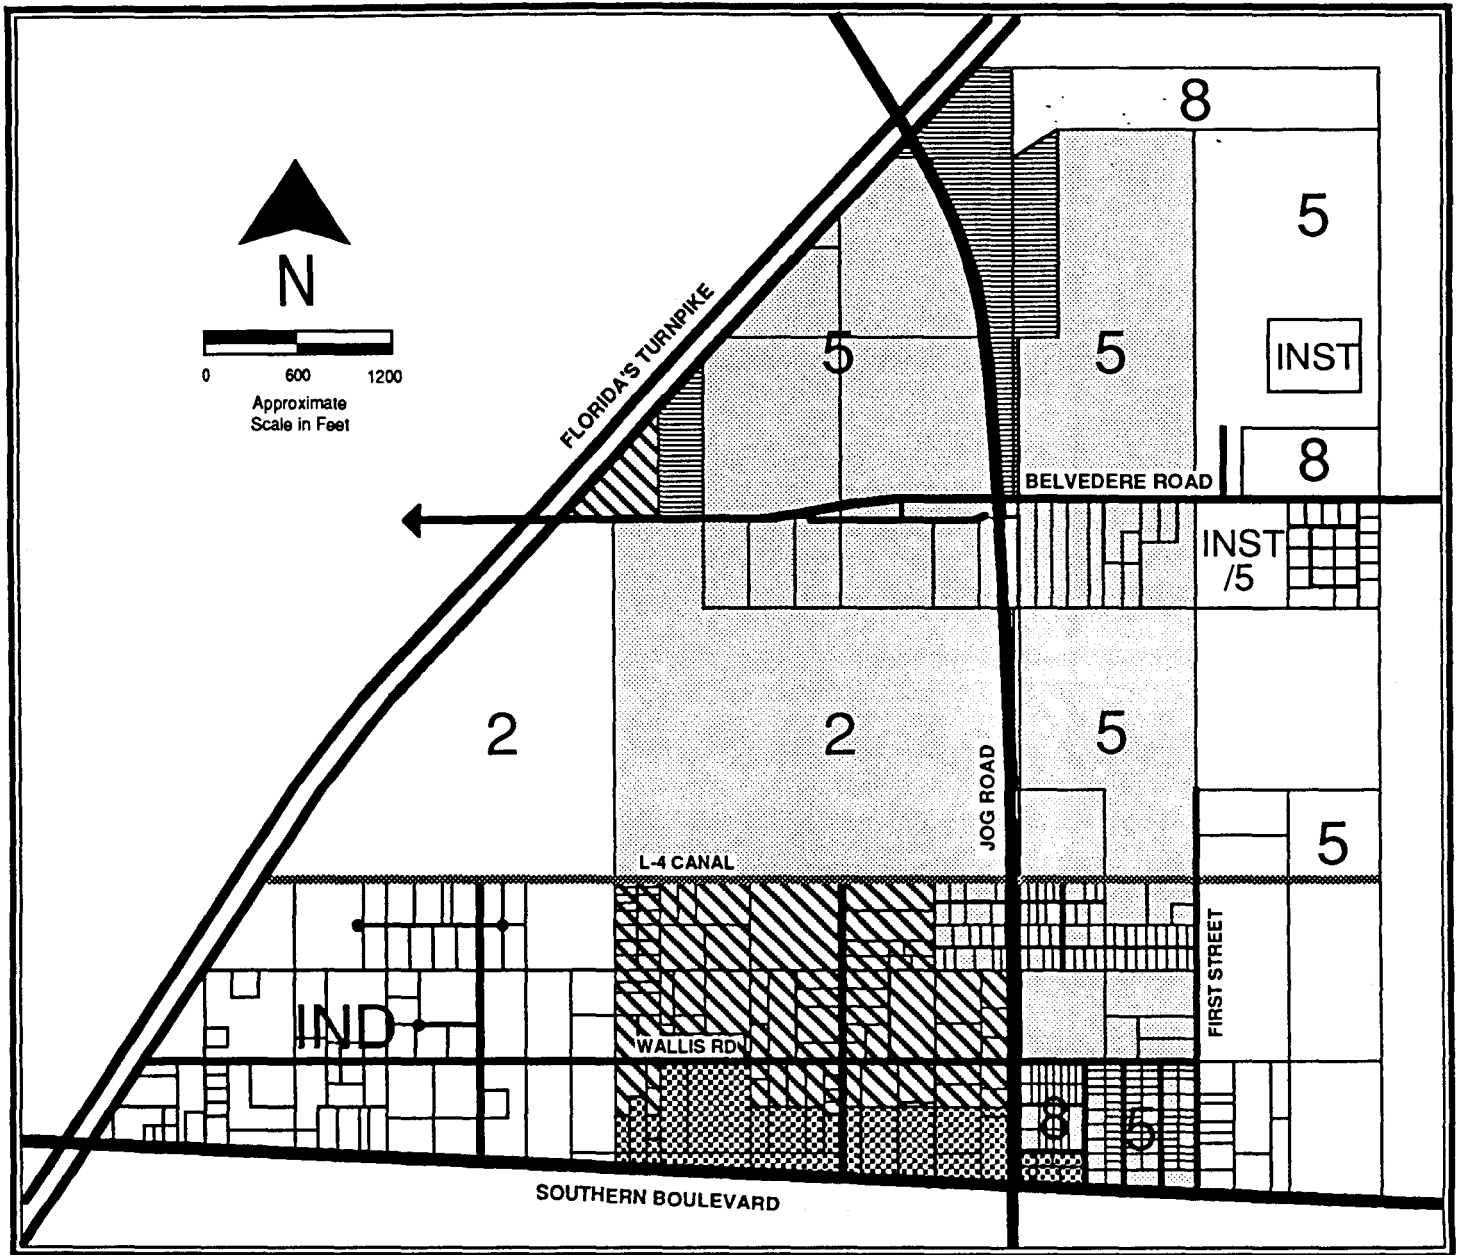 8
5
N
0 600 1200
Approximate
Scale in Feet
FLORIDA'S TURNPIKE
5
5
INST
8
BELVEDERE ROAD
INST
/5
2
2
5
JOG ROAD
5
L-4 CANAL
FIRST STREET
IND
WALLIS RD
8
5
SOUTHERN BOULEVARD